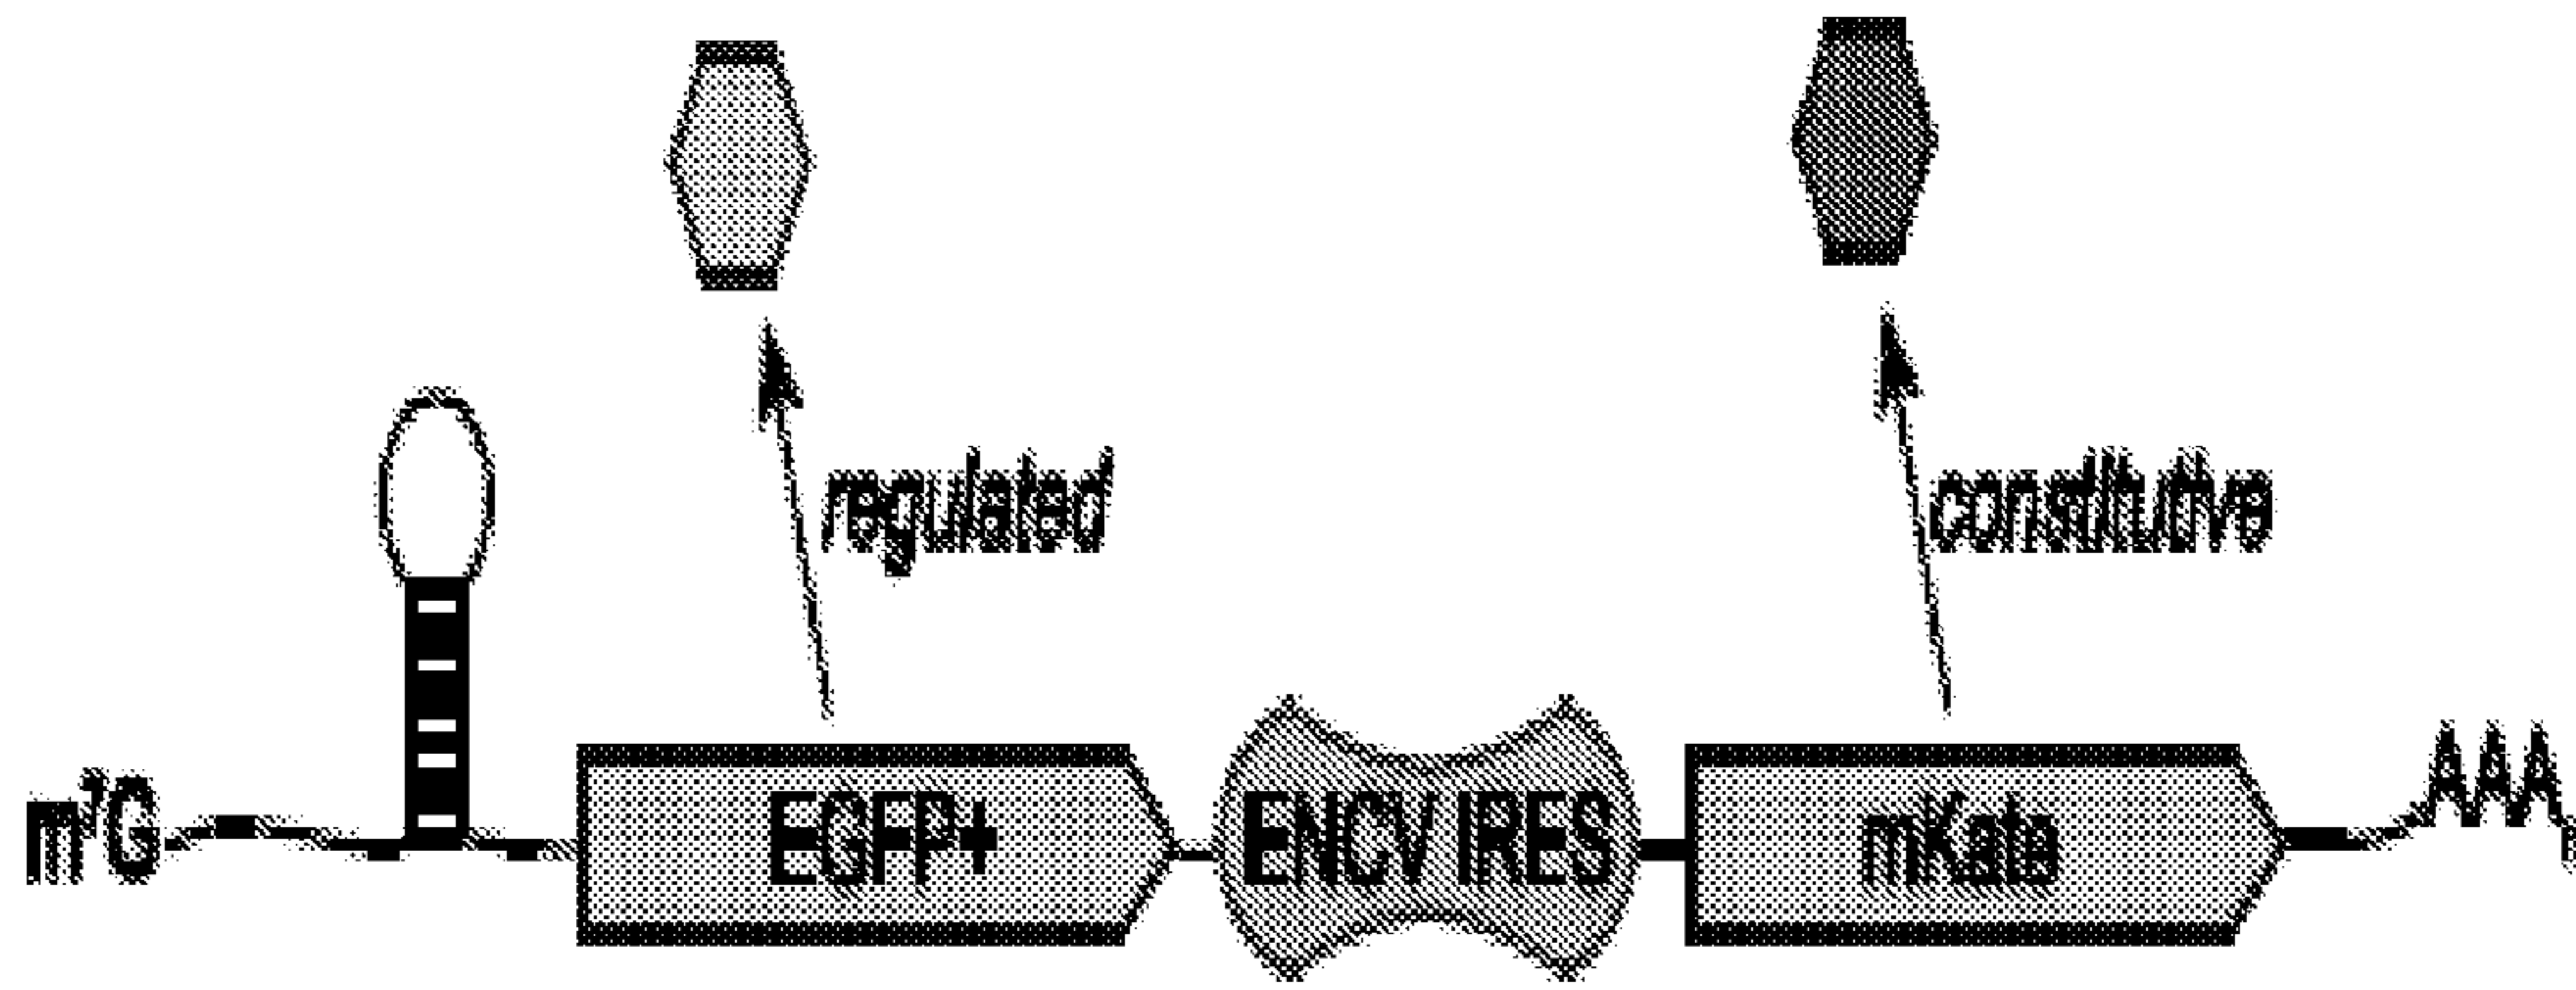 regulated
constitutive
m⁷G EGFP+ ENCV IRES mKate AAA